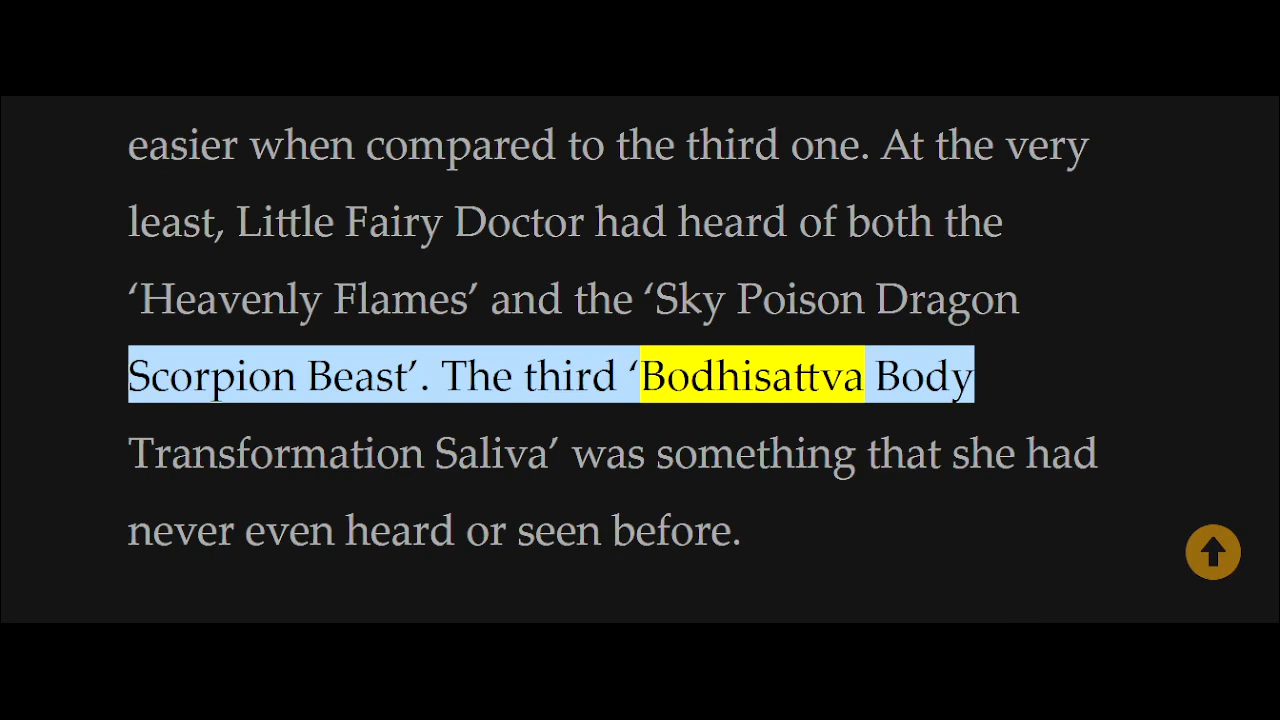 easier when compared to the third one. At the very
least, Little Fairy Doctor had heard of both the
‘Heavenly Flames’ and the ‘Sky Poison Dragon
Scorpion Beast’. The third ‘Bodhisattva Body
Transformation Saliva’ was something that she had
never even heard or seen before.